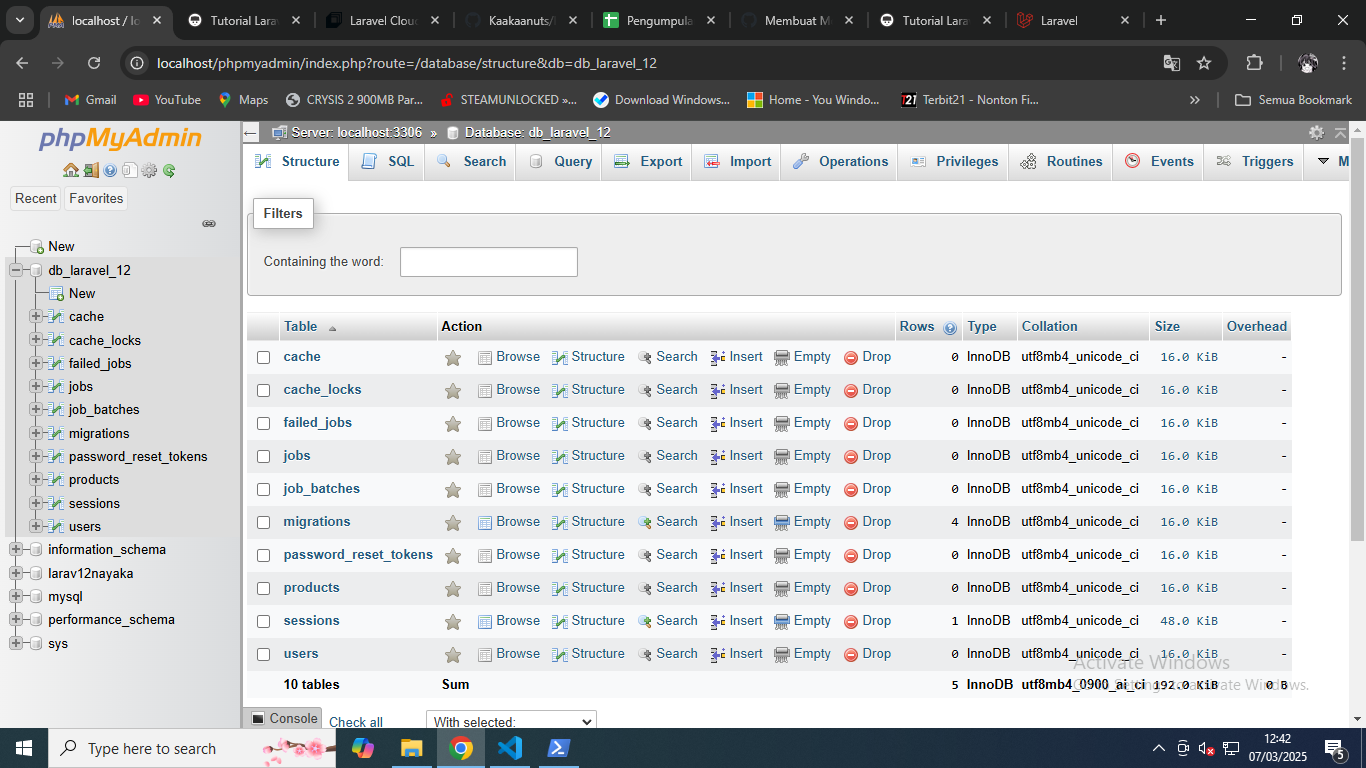 localhost / lo
Tutorial Larav
Laravel Cloud
Kaakaanuts/l
Pengumpula
Membuat Mo
Tutorial Larav
Laravel
localhost/phpmyadmin/index.php?route=/database/structure&db=db_laravel_12
Gmail
YouTube
Maps
CRYSIS 2 900MB Par...
STEAMUNLOCKED »...
Download Windows...
Home - You Windo...
Terbit21 - Nonton Fi...
»
Semua Bookmark
phpMyAdmin
Recent
Favorites
New
db_laravel_12
New
cache
cache_locks
failed_jobs
jobs
job_batches
migrations
password_reset_tokens
products
sessions
users
information_schema
larav12nayaka
mysql
performance_schema
sys
Server: localhost:3306 » Database: db_laravel_12
Structure SQL Search Query Export Import Operations Privileges Routines Events Triggers M
Filters
Containing the word:
Table Action Rows Type Collation Size Overhead
cache Browse Structure Search Insert Empty Drop 0 InnoDB utf8mb4_unicode_ci 16.0 KiB -
cache_locks Browse Structure Search Insert Empty Drop 0 InnoDB utf8mb4_unicode_ci 16.0 KiB -
failed_jobs Browse Structure Search Insert Empty Drop 0 InnoDB utf8mb4_unicode_ci 16.0 KiB -
jobs Browse Structure Search Insert Empty Drop 0 InnoDB utf8mb4_unicode_ci 16.0 KiB -
job_batches Browse Structure Search Insert Empty Drop 0 InnoDB utf8mb4_unicode_ci 16.0 KiB -
migrations Browse Structure Search Insert Empty Drop 4 InnoDB utf8mb4_unicode_ci 16.0 KiB -
password_reset_tokens Browse Structure Search Insert Empty Drop 0 InnoDB utf8mb4_unicode_ci 16.0 KiB -
products Browse Structure Search Insert Empty Drop 0 InnoDB utf8mb4_unicode_ci 16.0 KiB -
sessions Browse Structure Search Insert Empty Drop 1 InnoDB utf8mb4_unicode_ci 48.0 KiB -
users Browse Structure Search Insert Empty Drop 0 InnoDB utf8mb4_unicode_ci 16.0 KiB -
10 tables Sum 5 InnoDB utf8mb4_0900_ai_ci 192.0 KiB 0 B
Activate Windows
Go to Settings to activate Windows.
Console
Check all
With selected:
Type here to search
12:42
07/03/2025
5